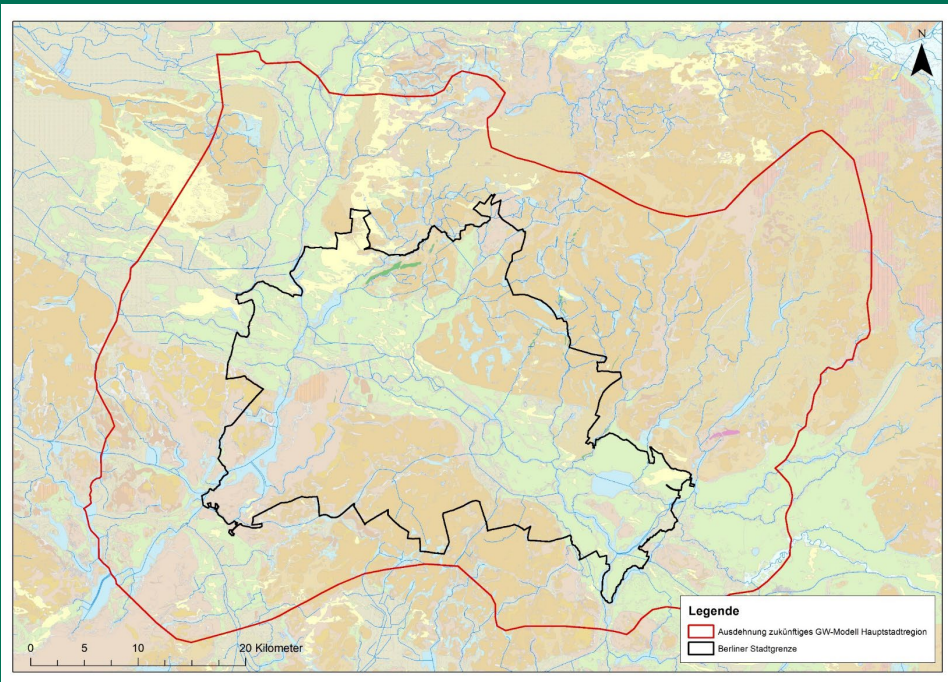 N
Legende
Ausdehnung zukünftiges GW-Modell Hauptstadtregion
Berliner Stadtgrenze
0 5 10 20 Kilometer